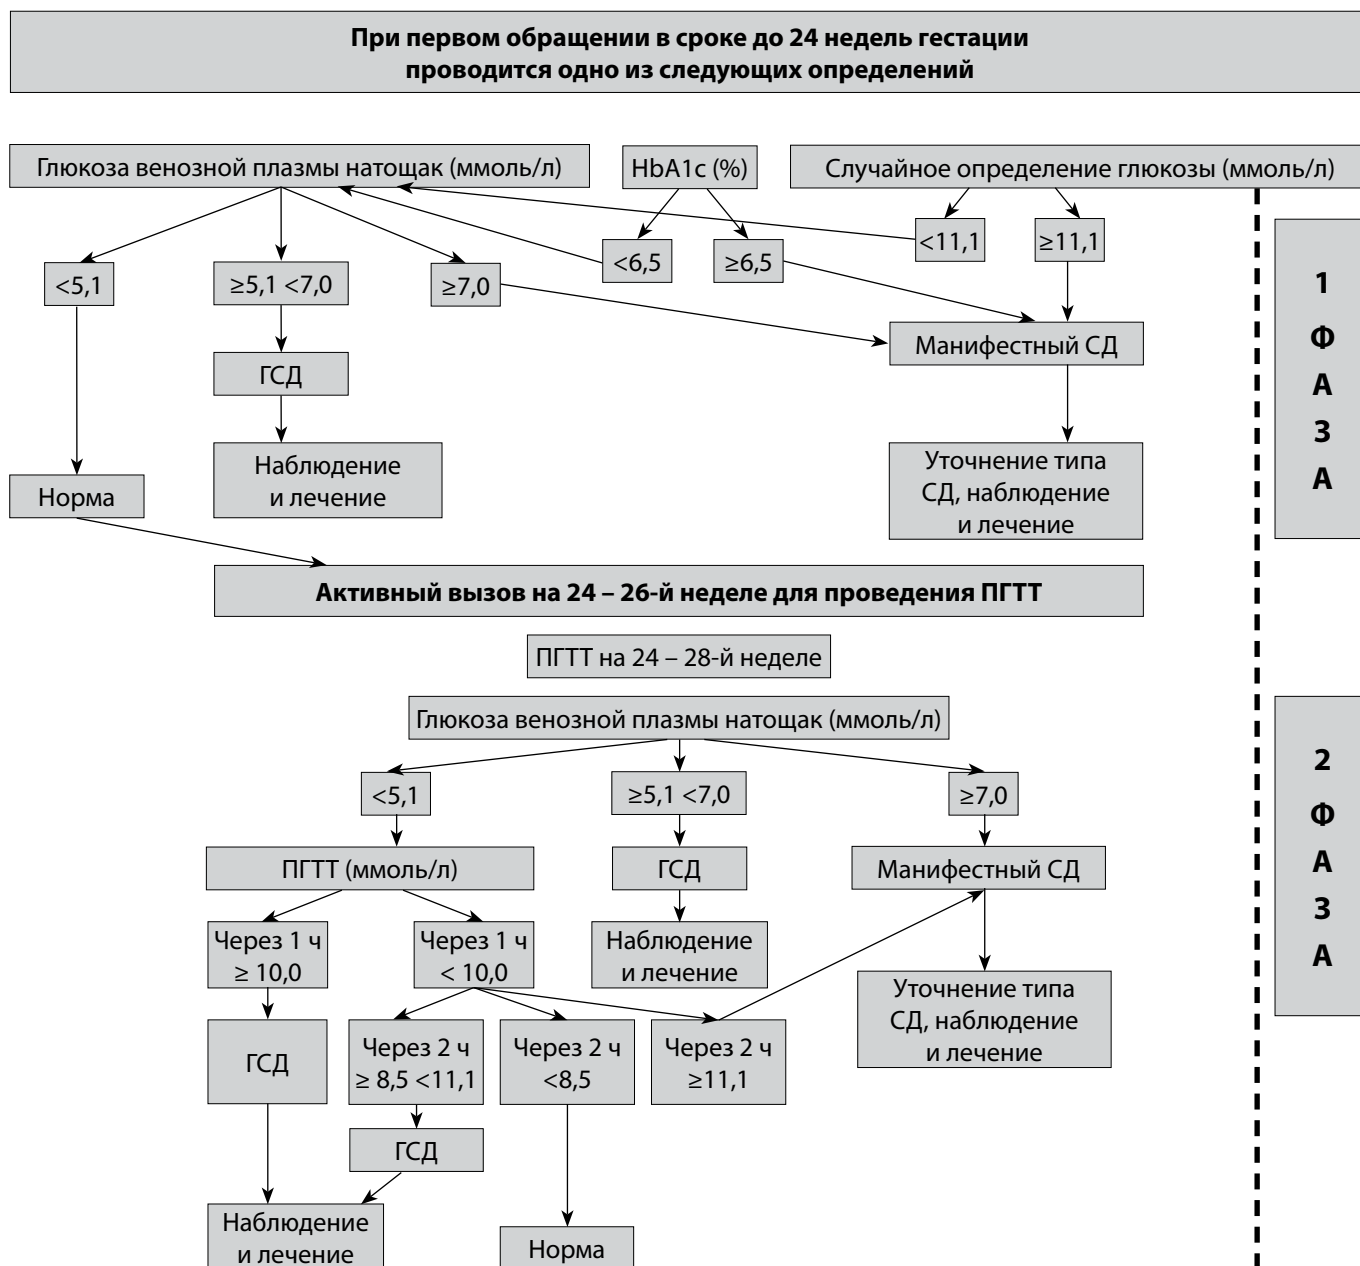 При первом обращении в сроке до 24 недель гестации
проводится одно из следующих определений
Глюкоза венозной плазмы натощак (ммоль/л)
HbA1c (%)
Случайное определение глюкозы (ммоль/л)
<11,1
≥11,1
<6,5
≥6,5
<5,1
≥5,1 <7,0
≥7,0
Манифестный СД
ГСД
Наблюдение
и лечение
Уточнение типа
СД, наблюдение
и лечение
Норма
1
Ф
А
З
А
Активный вызов на 24 – 26-й неделе для проведения ПГТТ
ПГТТ на 24 – 28-й неделе
Глюкоза венозной плазмы натощак (ммоль/л)
<5,1
≥5,1 <7,0
≥7,0
ПГТТ (ммоль/л)
ГСД
Манифестный СД
Через 1 ч
≥ 10,0
Через 1 ч
< 10,0
Наблюдение
и лечение
Уточнение типа
СД, наблюдение
и лечение
ГСД
Через 2 ч
≥ 8,5 <11,1
Через 2 ч
<8,5
Через 2 ч
≥11,1
ГСД
Наблюдение
и лечение
Норма
2
Ф
А
З
А